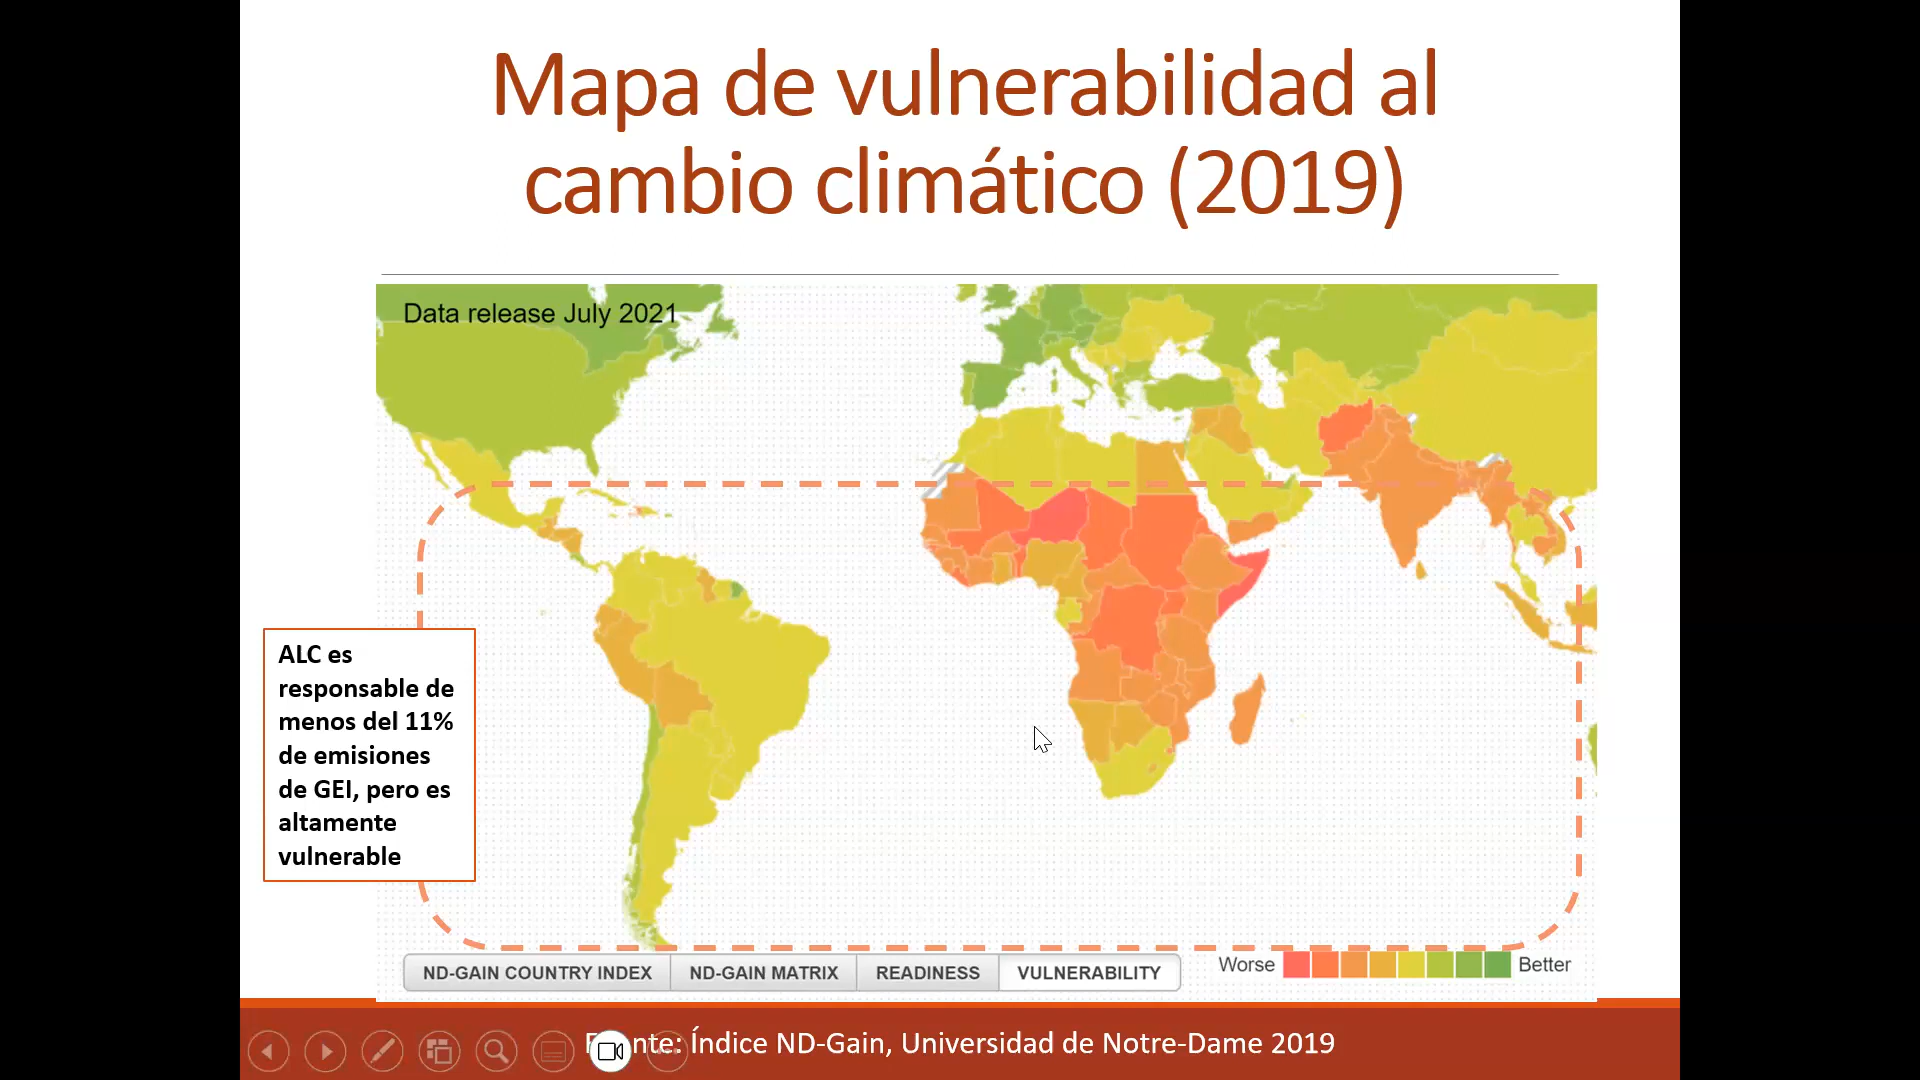 Mapa de vulnerabilidad al
cambio climático (2019)
Data release July 2021
ALC es
responsable de
menos del 11%
de emisiones
de GEI, pero es
altamente
vulnerable
ND-GAIN COUNTRY INDEX
ND-GAIN MATRIX
READINESS
VULNERABILITY
Worse
Better
Índice ND-Gain, Universidad de Notre-Dame 2019